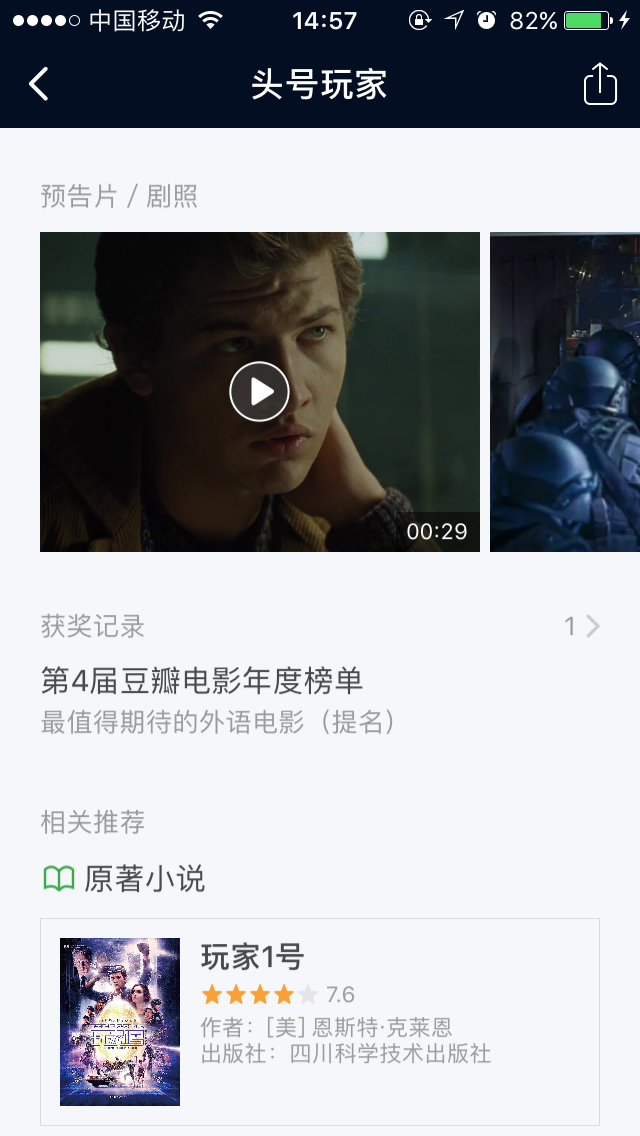 中国移动 14:57 82%
头号玩家
预告片 / 剧照
00:29
获奖记录 1
第4届豆瓣电影年度榜单
最值得期待的外语电影（提名）
相关推荐
原著小说
玩家1号
7.6
作者：[美] 恩斯特·克莱恩
出版社：四川科学技术出版社